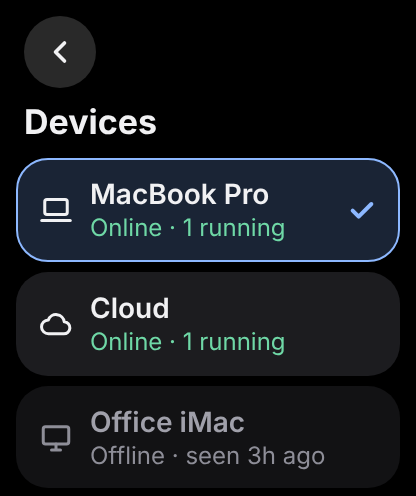 Devices
MacBook Pro
Online · 1 running
Cloud
Online · 1 running
Office iMac
Offline · seen 3h ago